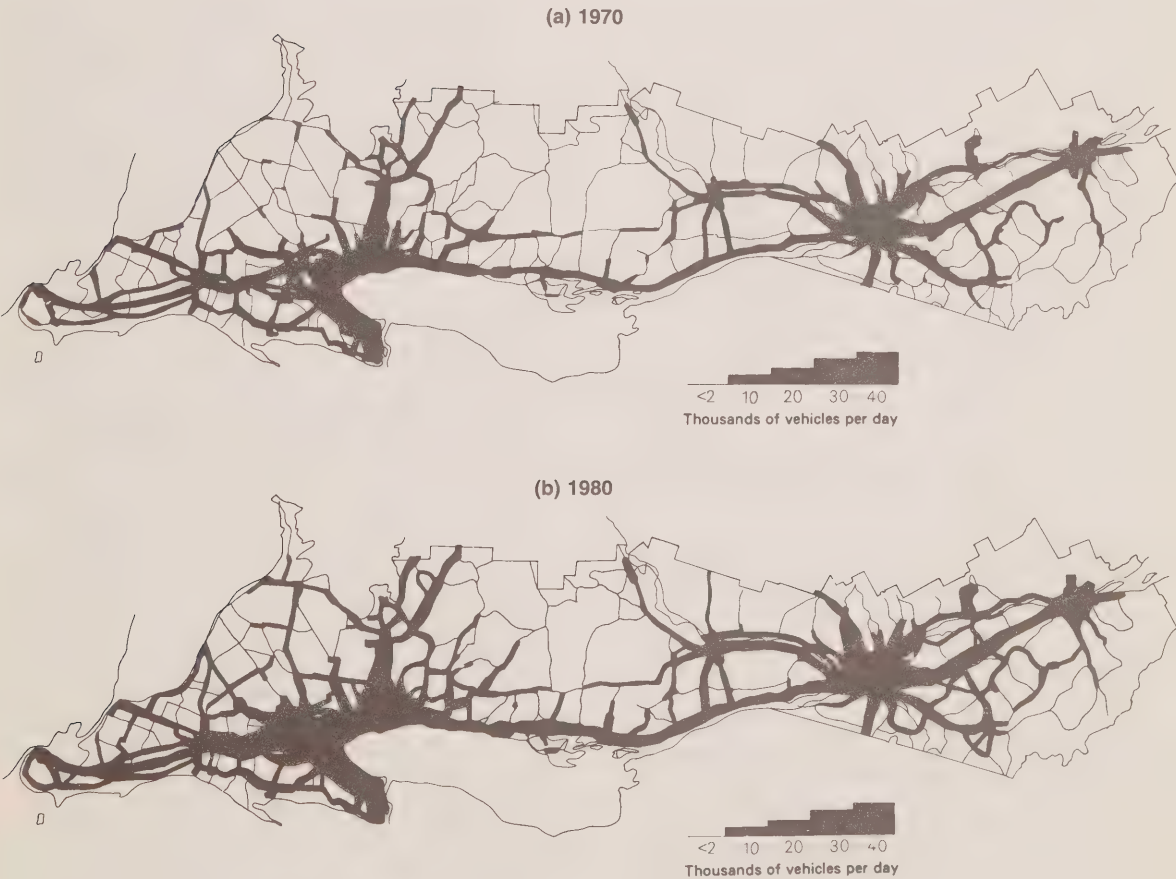 (a) 1970
<2 10 20 30 40
Thousands of vehicles per day
(b) 1980
<2 10 20 30 40
Thousands of vehicles per day